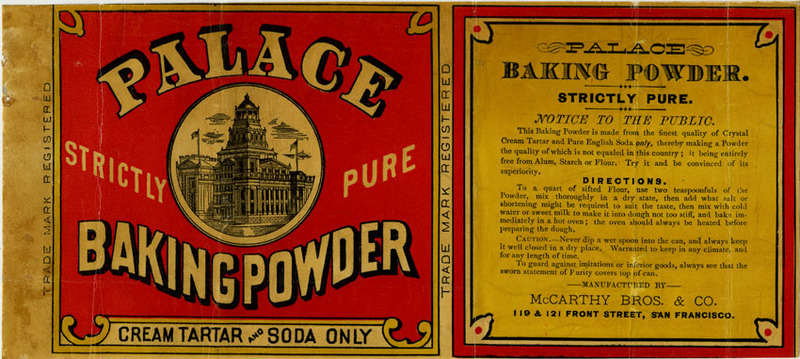 TRADE MARK REGISTERED
PALACE
STRICTLY PURE
BAKING POWDER
CREAM TARTAR AND SODA ONLY
TRADE MARK REGISTERED
PALACE
BAKING POWDER.
STRICTLY PURE.
NOTICE TO THE PUBLIC.
This Baking Powder is made from the finest quality of Crystal
Cream Tartar and Pure English Soda only, thereby making a Powder
the quality of which is not equaled in this country; it being entirely
free from Alum, Starch or Flour. Try it and be convinced of its
superiority.
DIRECTIONS.
To a quart of sifted Flour, use two teaspoonfuls of the
Powder, mix thoroughly in a dry state, then add what salt or
shortening might be required to suit the taste, then mix with cold
water or sweet milk to make it into dough not too stiff, and bake im-
mediately in a hot oven; the oven should always be heated before
preparing the dough.
CAUTION.—Never dip a wet spoon into the can, and always keep
it well closed in a dry place. Warranted to keep in any climate, and
for any length of time.
To guard against imitations or inferior goods, always see that the
sworn statement of Purity covers top of can.
—MANUFACTURED BY—
McCARTHY BROS. & CO.
119 & 121 FRONT STREET, SAN FRANCISCO.